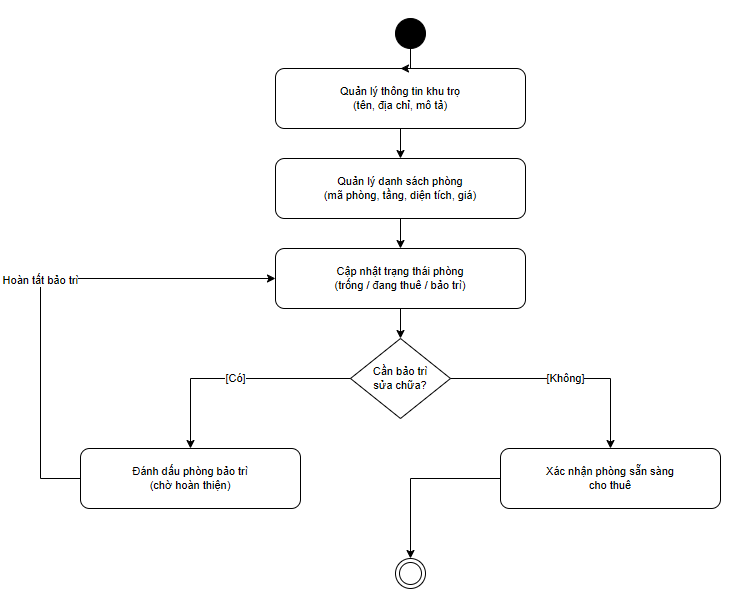 Quản lý thông tin khu trọ
(tên, địa chỉ, mô tả)
Quản lý danh sách phòng
(mã phòng, tầng, diện tích, giá)
Cập nhật trạng thái phòng
(trống / đang thuê / bảo trì)
Hoàn tất bảo trì
Cần bảo trì
sửa chữa?
[Có]
[Không]
Đánh dấu phòng bảo trì
(chờ hoàn thiện)
Xác nhận phòng sẵn sàng
cho thuê